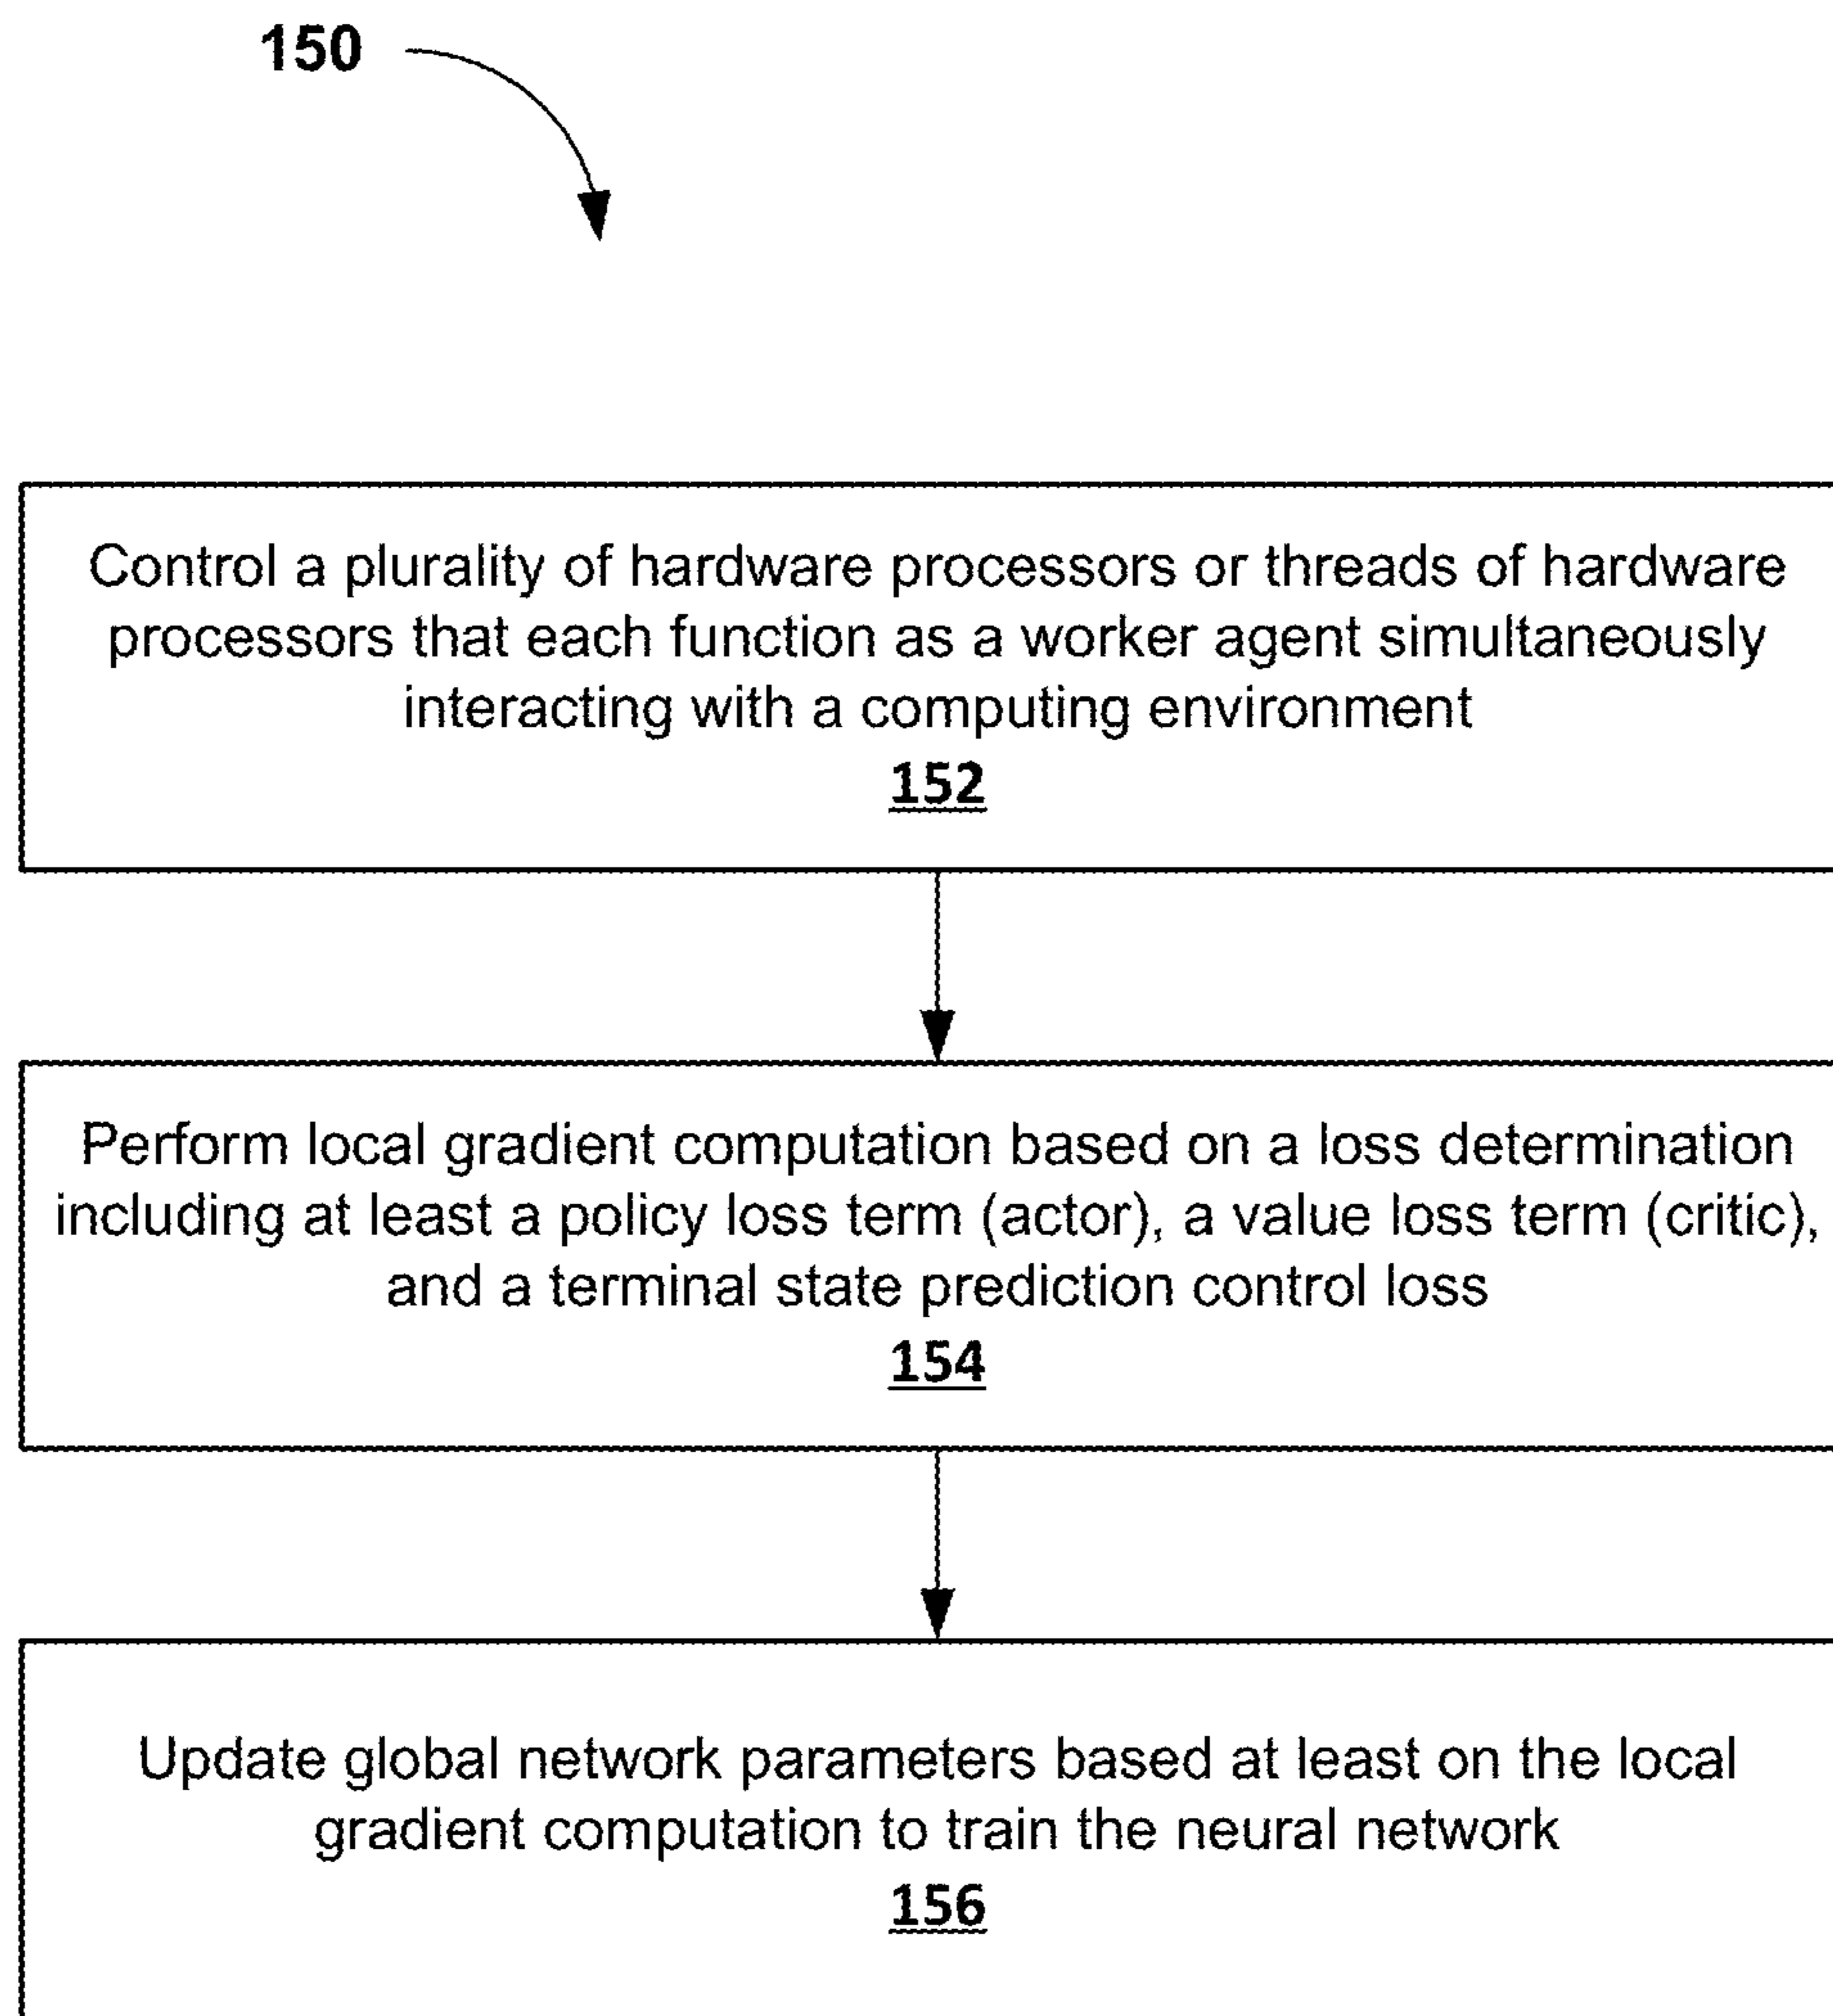 150
Control a plurality of hardware processors or threads of hardware
processors that each function as a worker agent simultaneously
interacting with a computing environment
152
Perform local gradient computation based on a loss determination
including at least a policy loss term (actor), a value loss term (critic),
and a terminal state prediction control loss
154
Update global network parameters based at least on the local
gradient computation to train the neural network
156